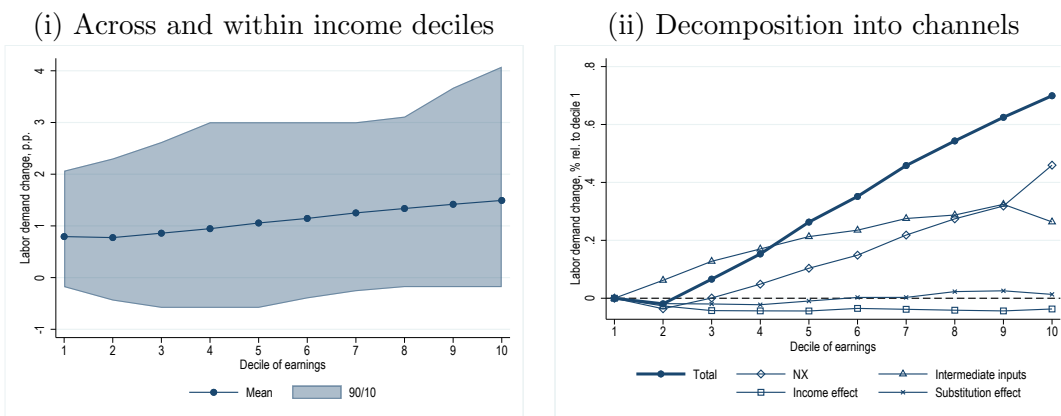 (i) Across and within income deciles
Labor demand change, p.p.
4
3
2
1
0
-1
1 2 3 4 5 6 7 8 9 10
Decile of earnings
Mean 90/10
(ii) Decomposition into channels
Labor demand change, % rel. to decile 1
.8
.6
.4
.2
0
1 2 3 4 5 6 7 8 9 10
Decile of earnings
Total NX Intermediate inputs
Income effect Substitution effect